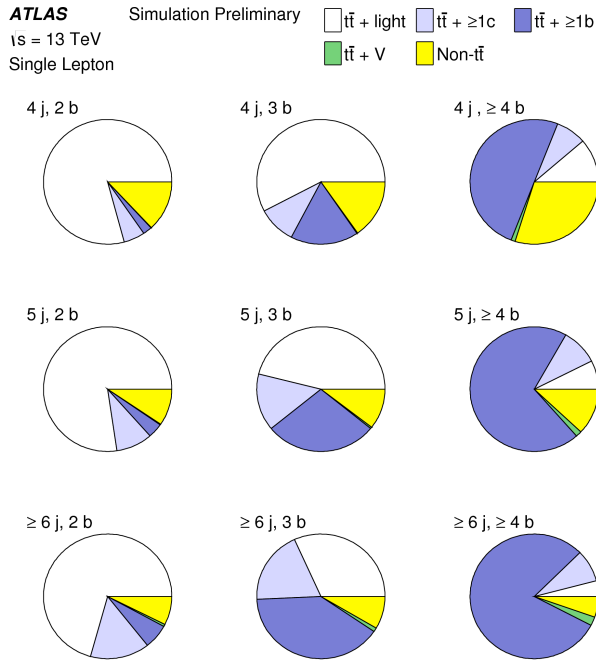 ATLAS Simulation Preliminary
√s = 13 TeV
Single Lepton
tt̄ + light tt̄ + ≥1c tt̄ + ≥1b
tt̄ + V Non-tt̄
4 j, 2 b 4 j, 3 b 4 j , ≥ 4 b
5 j, 2 b 5 j, 3 b 5 j, ≥ 4 b
≥ 6 j, 2 b ≥ 6 j, 3 b ≥ 6 j, ≥ 4 b